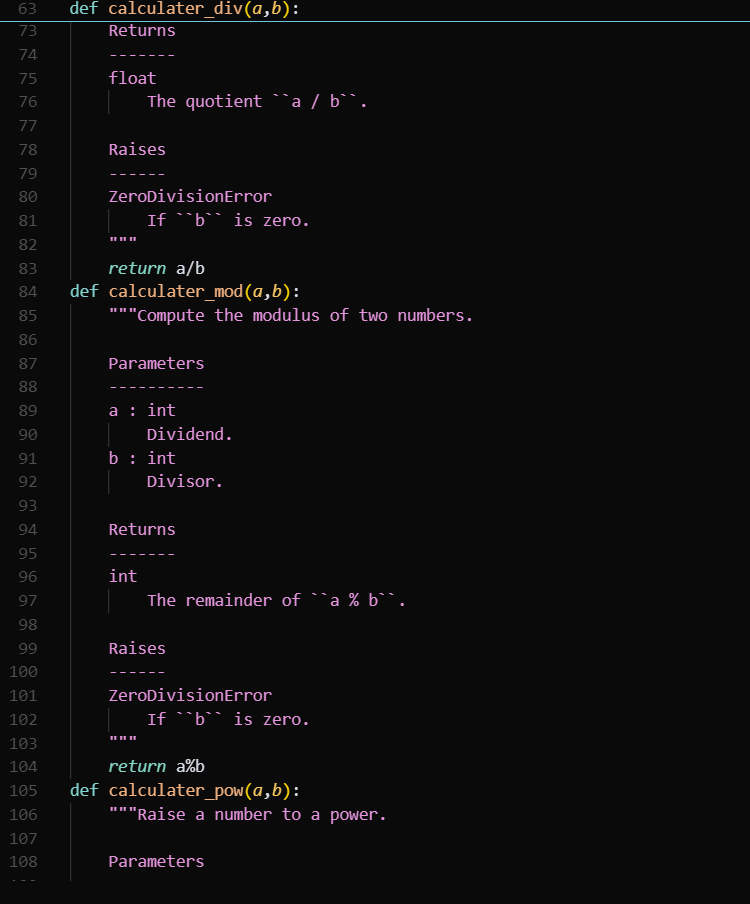 63 def calculater_div(a,b):
73 Returns
74 -------
75 float
76 The quotient ``a / b``.
77
78 Raises
79 ------
80 ZeroDivisionError
81 If ``b`` is zero.
82 """
83 return a/b
84 def calculater_mod(a,b):
85 """Compute the modulus of two numbers.
86
87 Parameters
88 ----------
89 a : int
90 Dividend.
91 b : int
92 Divisor.
93
94 Returns
95 -------
96 int
97 The remainder of ``a % b``.
98
99 Raises
100 ------
101 ZeroDivisionError
102 If ``b`` is zero.
103 """
104 return a%b
105 def calculater_pow(a,b):
106 """Raise a number to a power.
107
108 Parameters